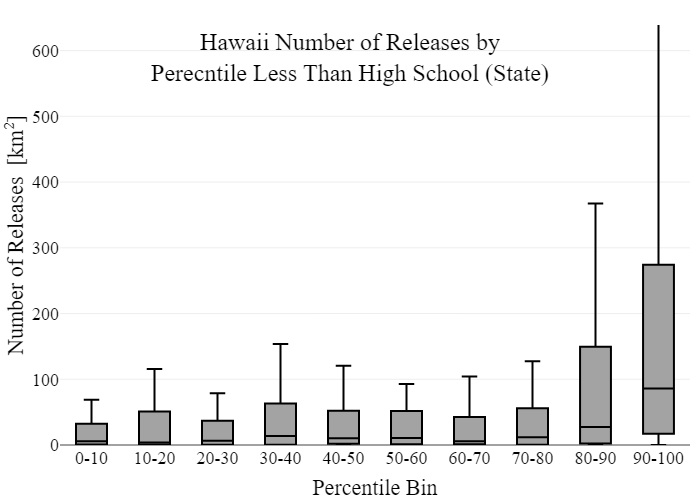 Hawaii Number of Releases by
Perecntile Less Than High School (State)
Number of Releases [km²]
600
500
400
300
200
100
0
0-10 10-20 20-30 30-40 40-50 50-60 60-70 70-80 80-90 90-100
Percentile Bin